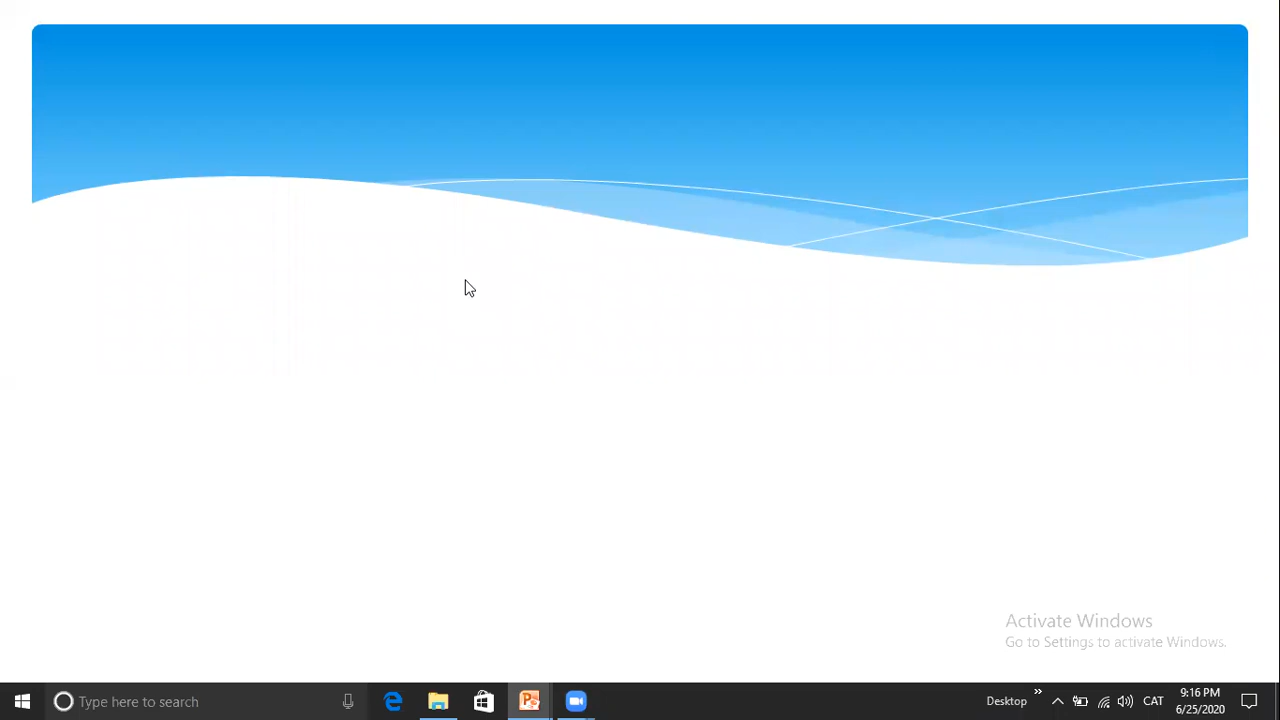 Activate Windows
Go to Settings to activate Windows.
Type here to search
Desktop
CAT
9:16 PM
6/25/2020